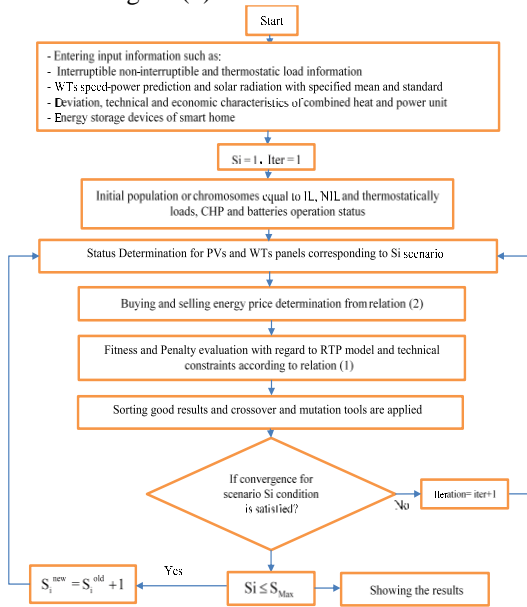 Start
- Entering input information such as:
- Interruptible non-interruptible and thermostatic load information
- WTs speed-power prediction and solar radiation with specified mean and standard
- Deviation, technical and economic characteristics of combined heat and power unit
- Energy storage devices of smart home
Si = 1 , Iter = 1
Initial population or chromosomes equal to IL, NIL and thermostatically
loads, CHP and batteries operation status
Status Determination for PVs and WTs panels corresponding to Si scenario
Buying and selling energy price determination from relation (2)
Fitness and Penalty evaluation with regard to RTP model and technical
constraints according to relation (1)
Sorting good results and crossover and mutation tools are applied
If convergence for
scenario Si condition
is satisfied?
No
Iteration= iter+1
Yes
S_i^new = S_i^old + 1
Si ≤ S_Max
Showing the results